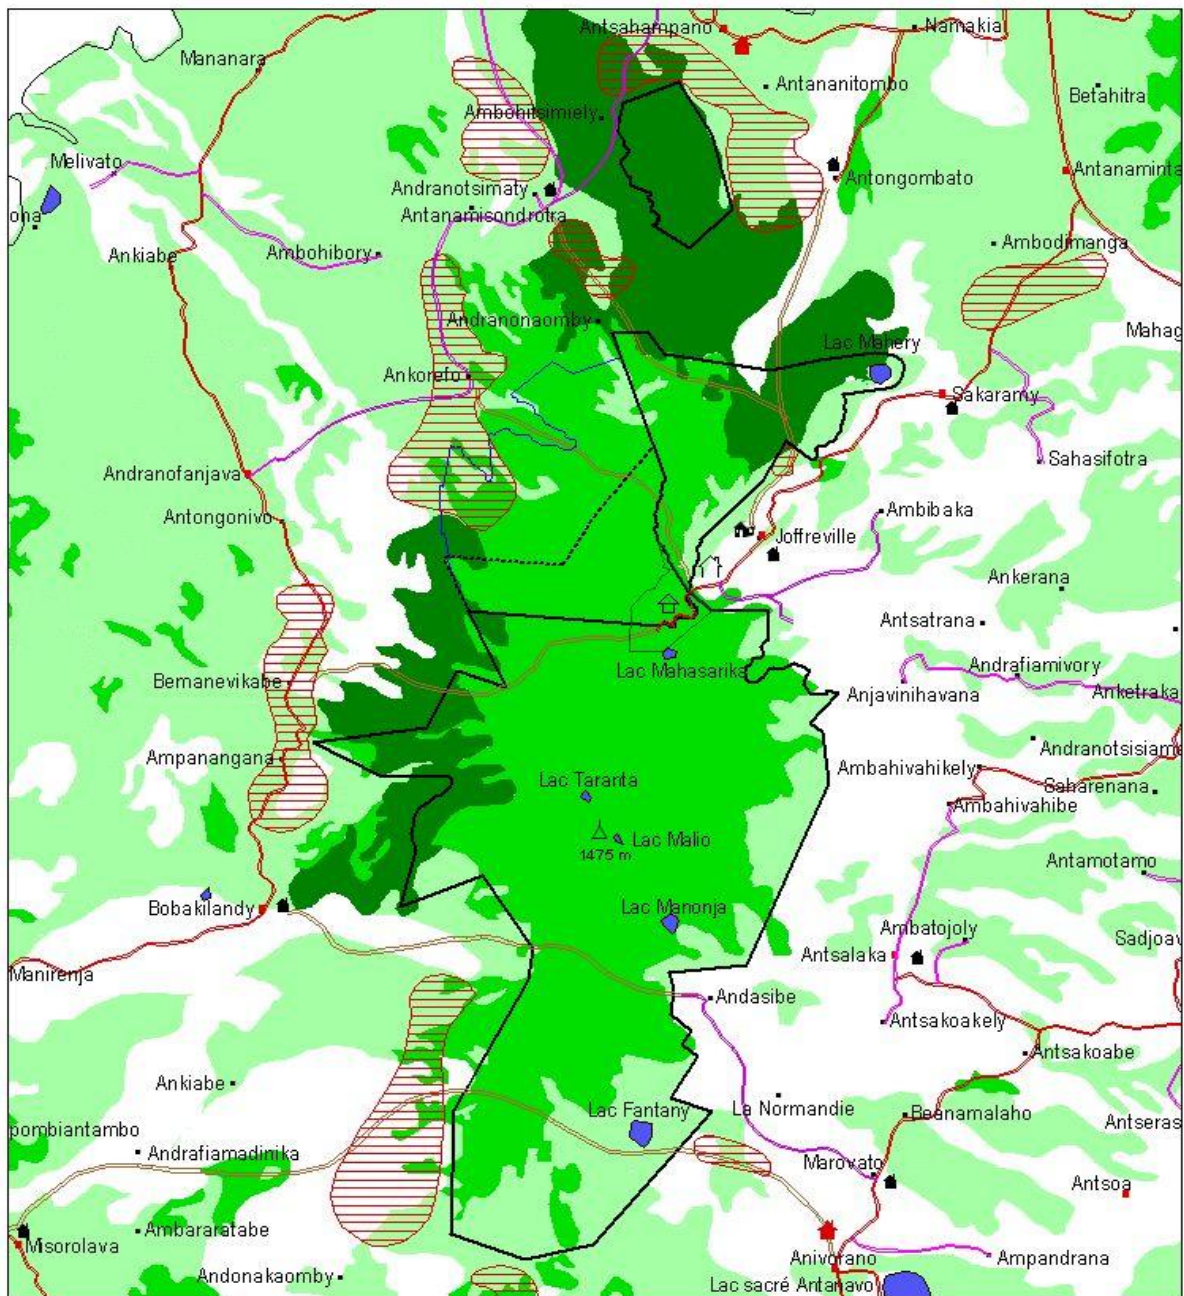 Antsahampano
Namakia
Mananara
Antananitombo
Betahitra
Ambohitsimiely
Melivato
Antanaminta
Andranotsimaty
Antongombato
oha
Antanamisondrotra
Ambodimanga
Ankiabe
Ambohibory
Andranonaomby
Mahag
Lac Mahery
Ankorefo
Sakaramy
Andranofanjava
Sahasifotra
Antongonivo
Ambibaka
Joffreville
Ankerana
Antsatrana
Lac Mahasarika
Andrafiamivory
Bemanevikabe
Anjavinihavana
Anketraka
Andranotsisiamo
Ampanangana
Ambahivahikely
Lac Taranta
Saharenana
Ambahivahibe
Lac Malio
1475 m
Antamotamo
Bobakilandy
Lac Manonja
Ambatojoly
Sadjoav
Antsalaka
Manirenja
Andasibe
Antsakoakely
Antsakoabe
Ankiabe
Lac Fantany
La Normandie
Beanamalaho
pombiantambo
Antseras
Andrafiamadinika
Marovato
Antsoa
Ambararatabe
Misorolava
Anivorano
Ampandrana
Andonakaomby
Lac sacré Antanavo